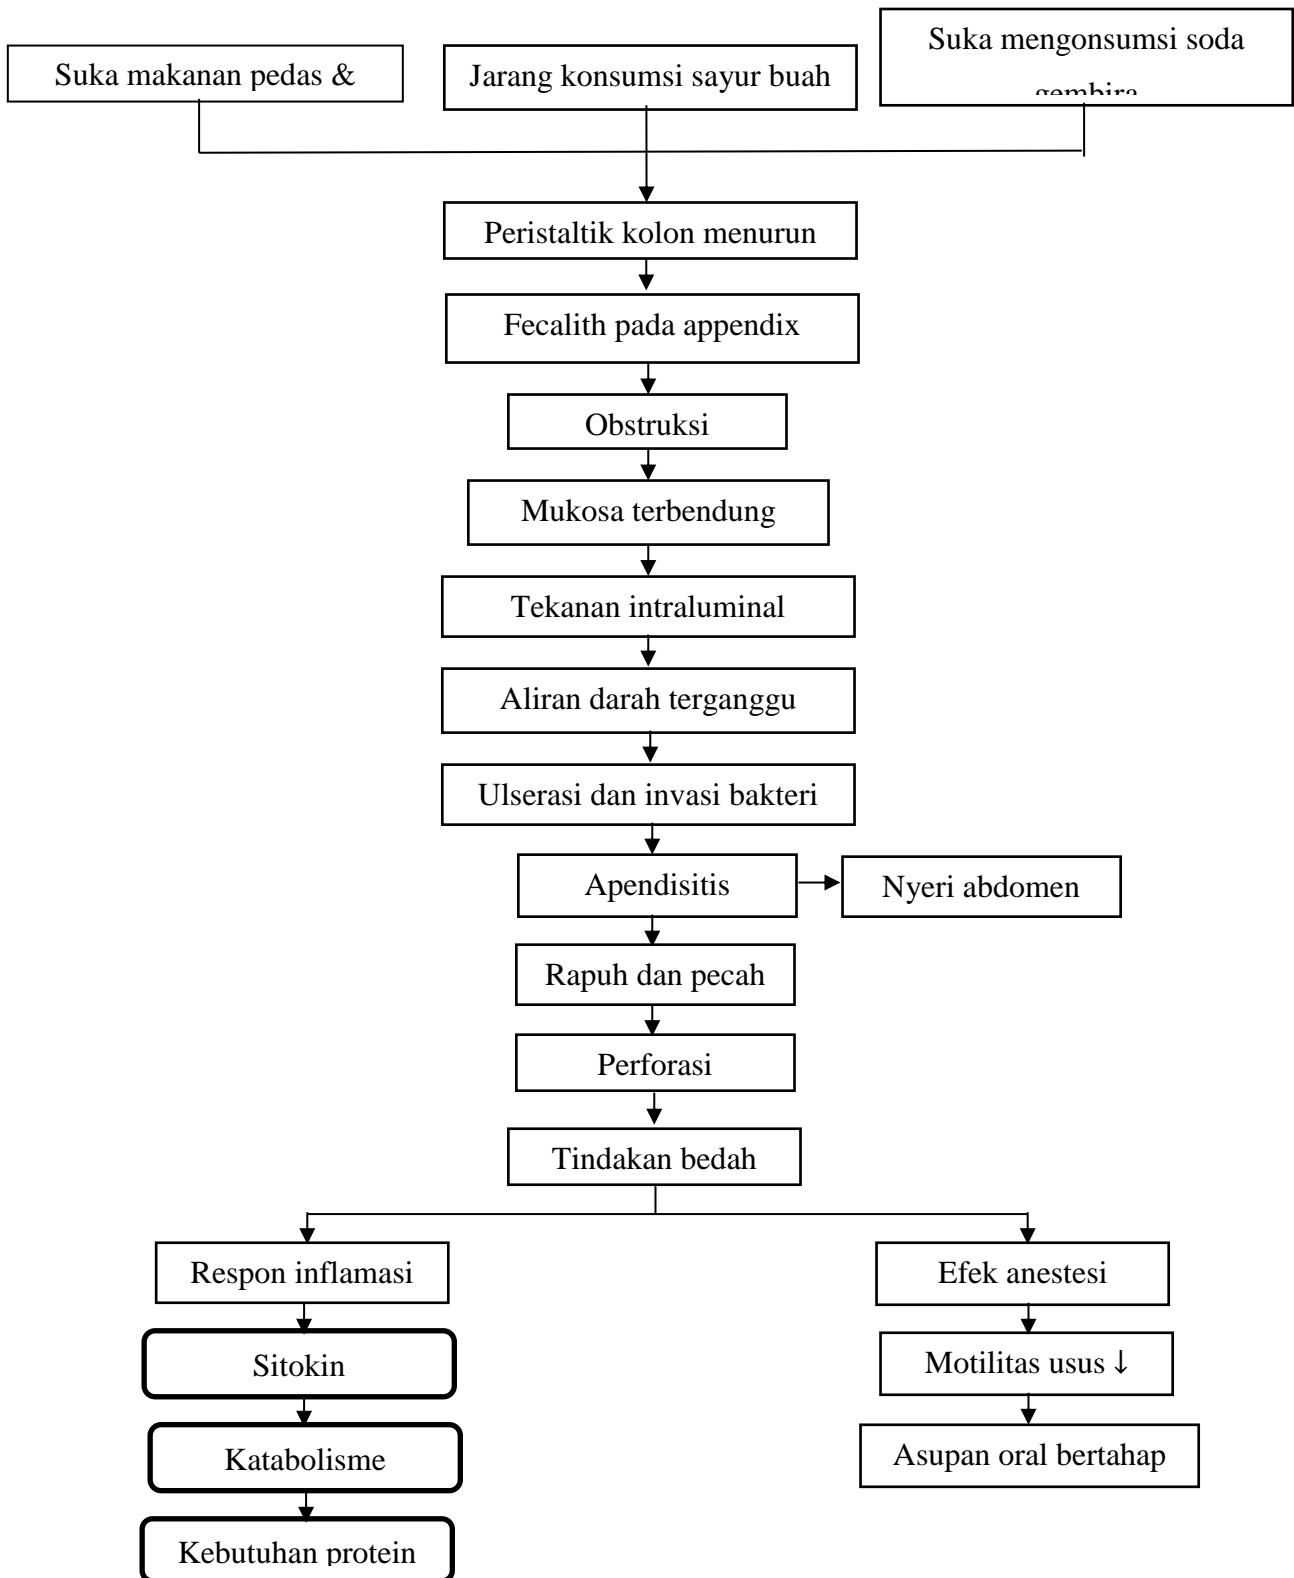 Suka makanan pedas &
Jarang konsumsi sayur buah
Suka mengonsumsi soda
gembira
Peristaltik kolon menurun
Fecalith pada appendix
Obstruksi
Mukosa terbendung
Tekanan intraluminal
Aliran darah terganggu
Ulserasi dan invasi bakteri
Apendisitis
Nyeri abdomen
Rapuh dan pecah
Perforasi
Tindakan bedah
Respon inflamasi
Efek anestesi
Sitokin
Motilitas usus ↓
Katabolisme
Asupan oral bertahap
Kebutuhan protein